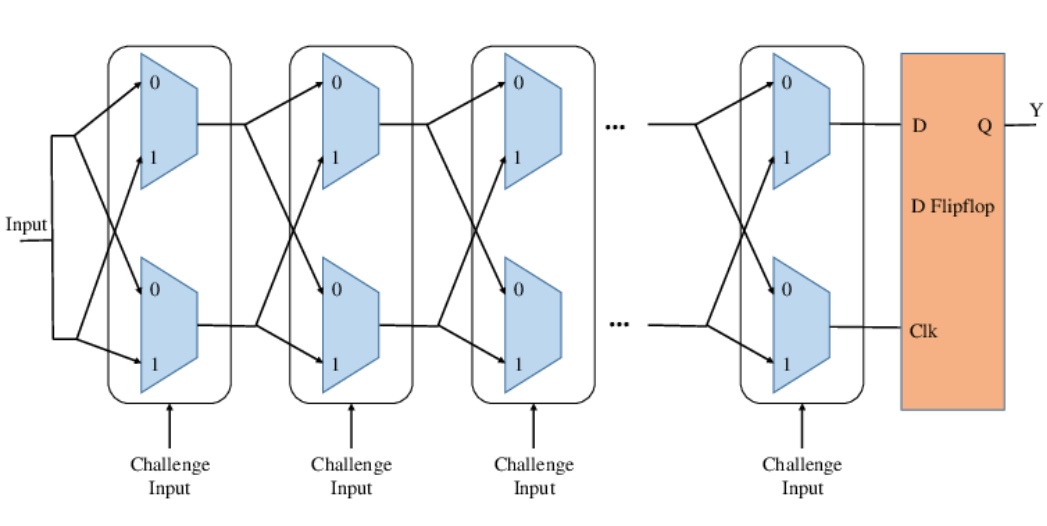 Input
0
1
0
1
Challenge
Input
0
1
0
1
Challenge
Input
0
1
0
1
Challenge
Input
...
...
0
1
0
1
Challenge
Input
D
Q
D Flipflop
Clk
Y